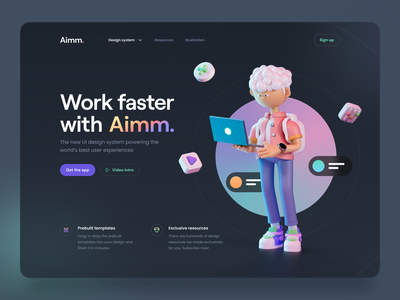 Aimm.
Design system
Resources
Illustration
Sign up
Work faster
with Aimm.
The new UI design system powering the
world's best user-experiences
Get the app
Video intro
Prebuilt templates
Drag-n-drop the prebuilt
templates into your design and
finish it in minutes.
Exclusive resources
There are hundreds of design
resources we made exclusively
for you. Subscribe now!